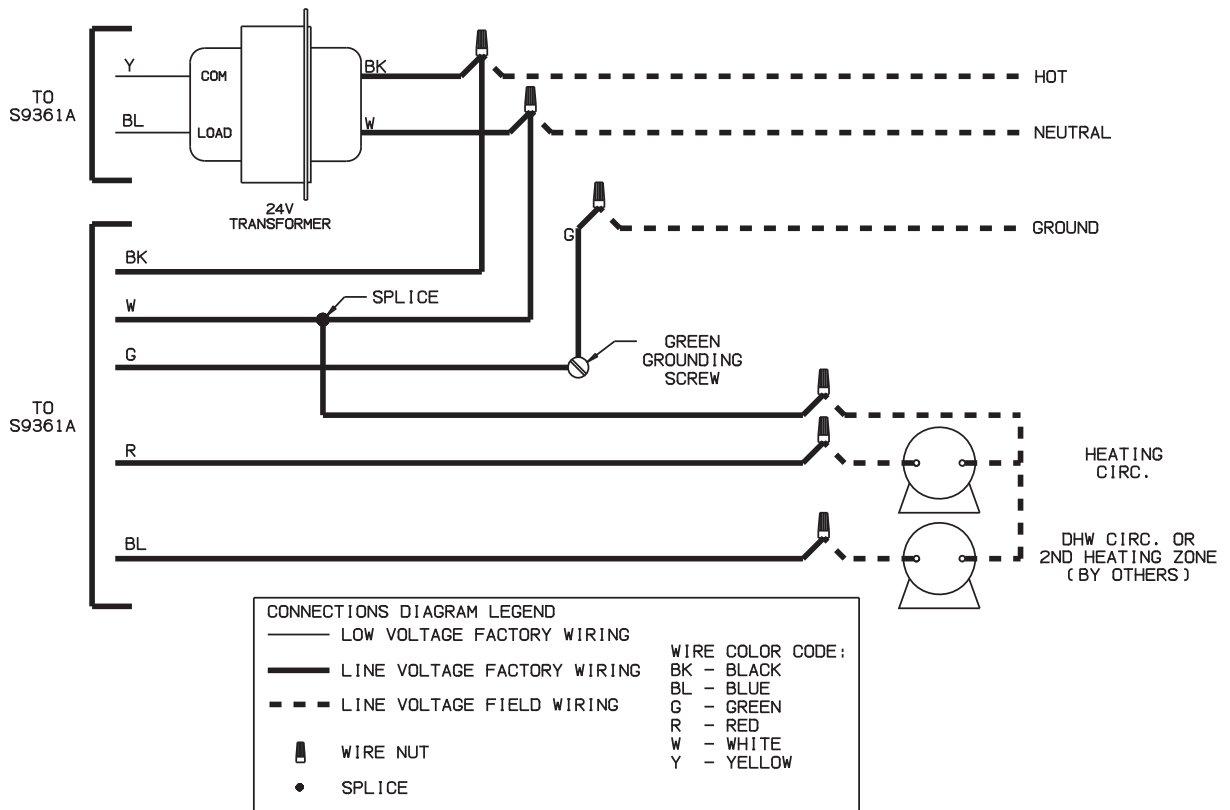 TO
S9361A
Y
BL
COM
LOAD
BK
W
24V
TRANSFORMER
HOT
NEUTRAL
G
GROUND
TO
S9361A
BK
W
SPLICE
G
GREEN
GROUNDING
SCREW
R
HEATING
CIRC.
BL
DHW CIRC. OR
2ND HEATING ZONE
(BY OTHERS)
CONNECTIONS DIAGRAM LEGEND
LOW VOLTAGE FACTORY WIRING
LINE VOLTAGE FACTORY WIRING
LINE VOLTAGE FIELD WIRING
WIRE NUT
SPLICE
WIRE COLOR CODE:
BK - BLACK
BL - BLUE
G - GREEN
R - RED
W - WHITE
Y - YELLOW